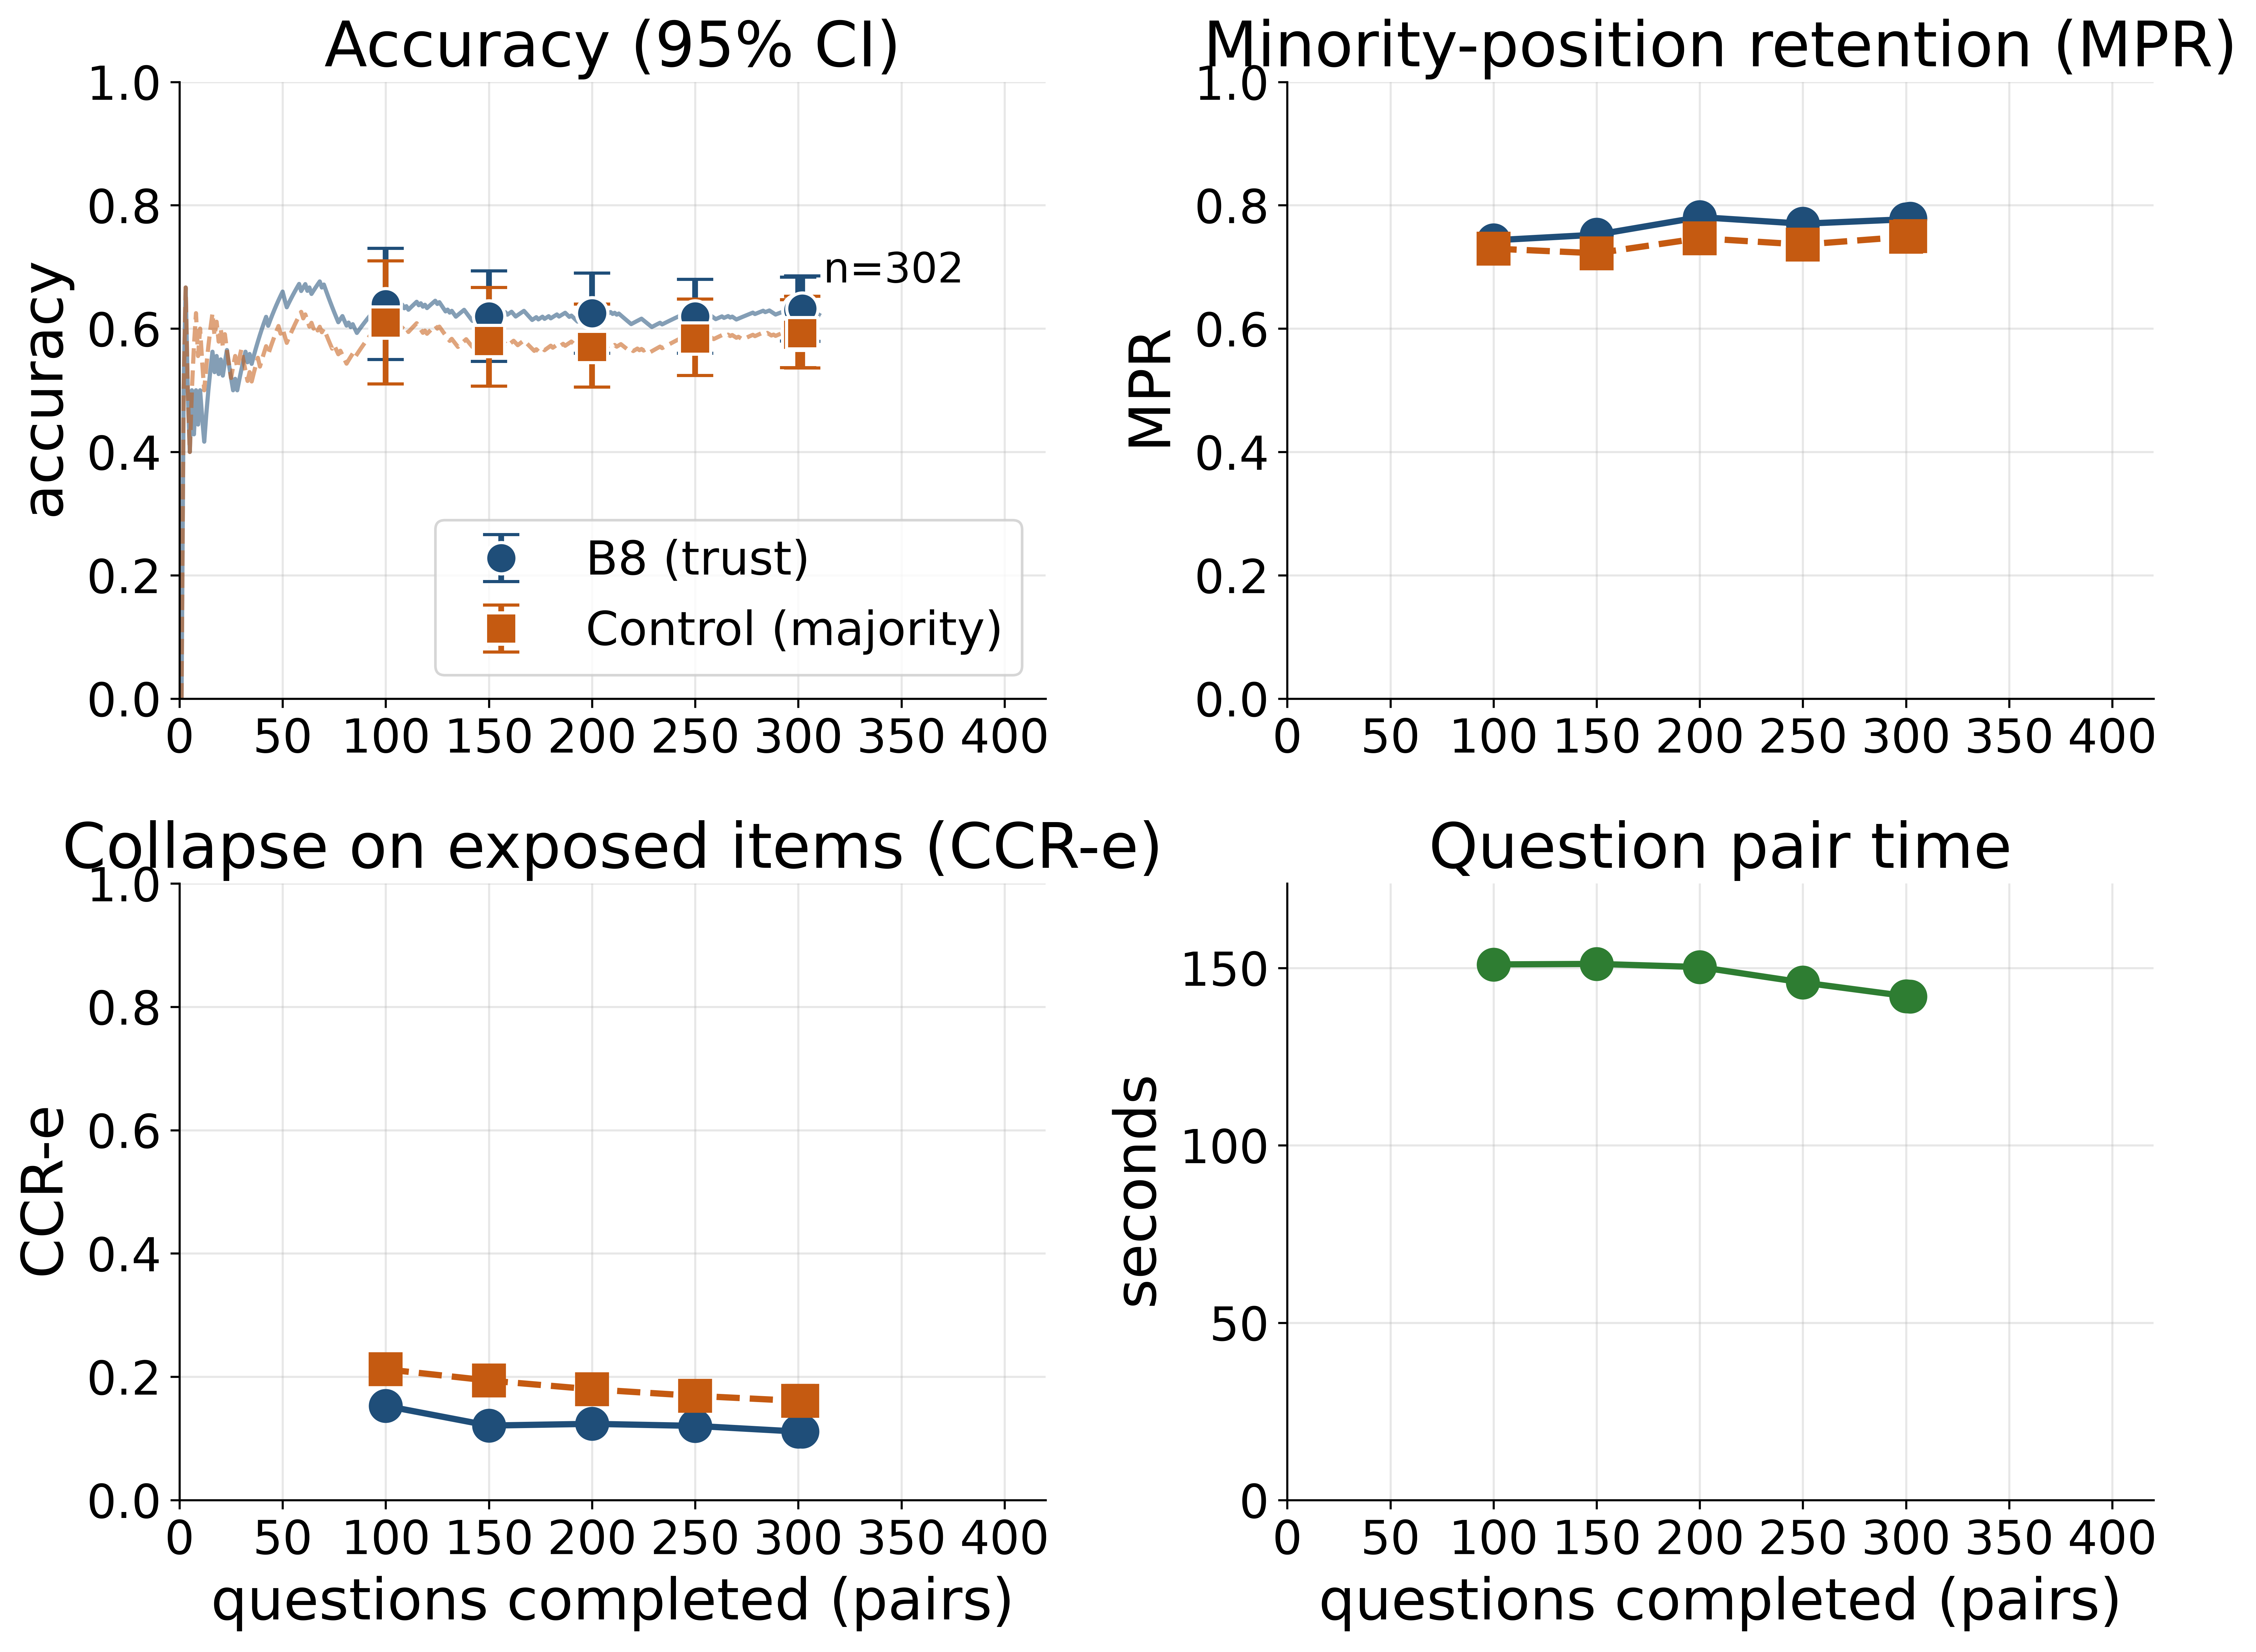 Accuracy (95% CI)
1.0
0.8
0.6
0.4
0.2
0.0
accuracy
n=302
B8 (trust)
Control (majority)
0 50 100 150 200 250 300 350 400
Minority-position retention (MPR)
1.0
0.8
0.6
0.4
0.2
0.0
MPR
0 50 100 150 200 250 300 350 400
Collapse on exposed items (CCR-e)
1.0
0.8
0.6
0.4
0.2
0.0
CCR-e
0 50 100 150 200 250 300 350 400
questions completed (pairs)
Question pair time
150
100
50
0
seconds
0 50 100 150 200 250 300 350 400
questions completed (pairs)